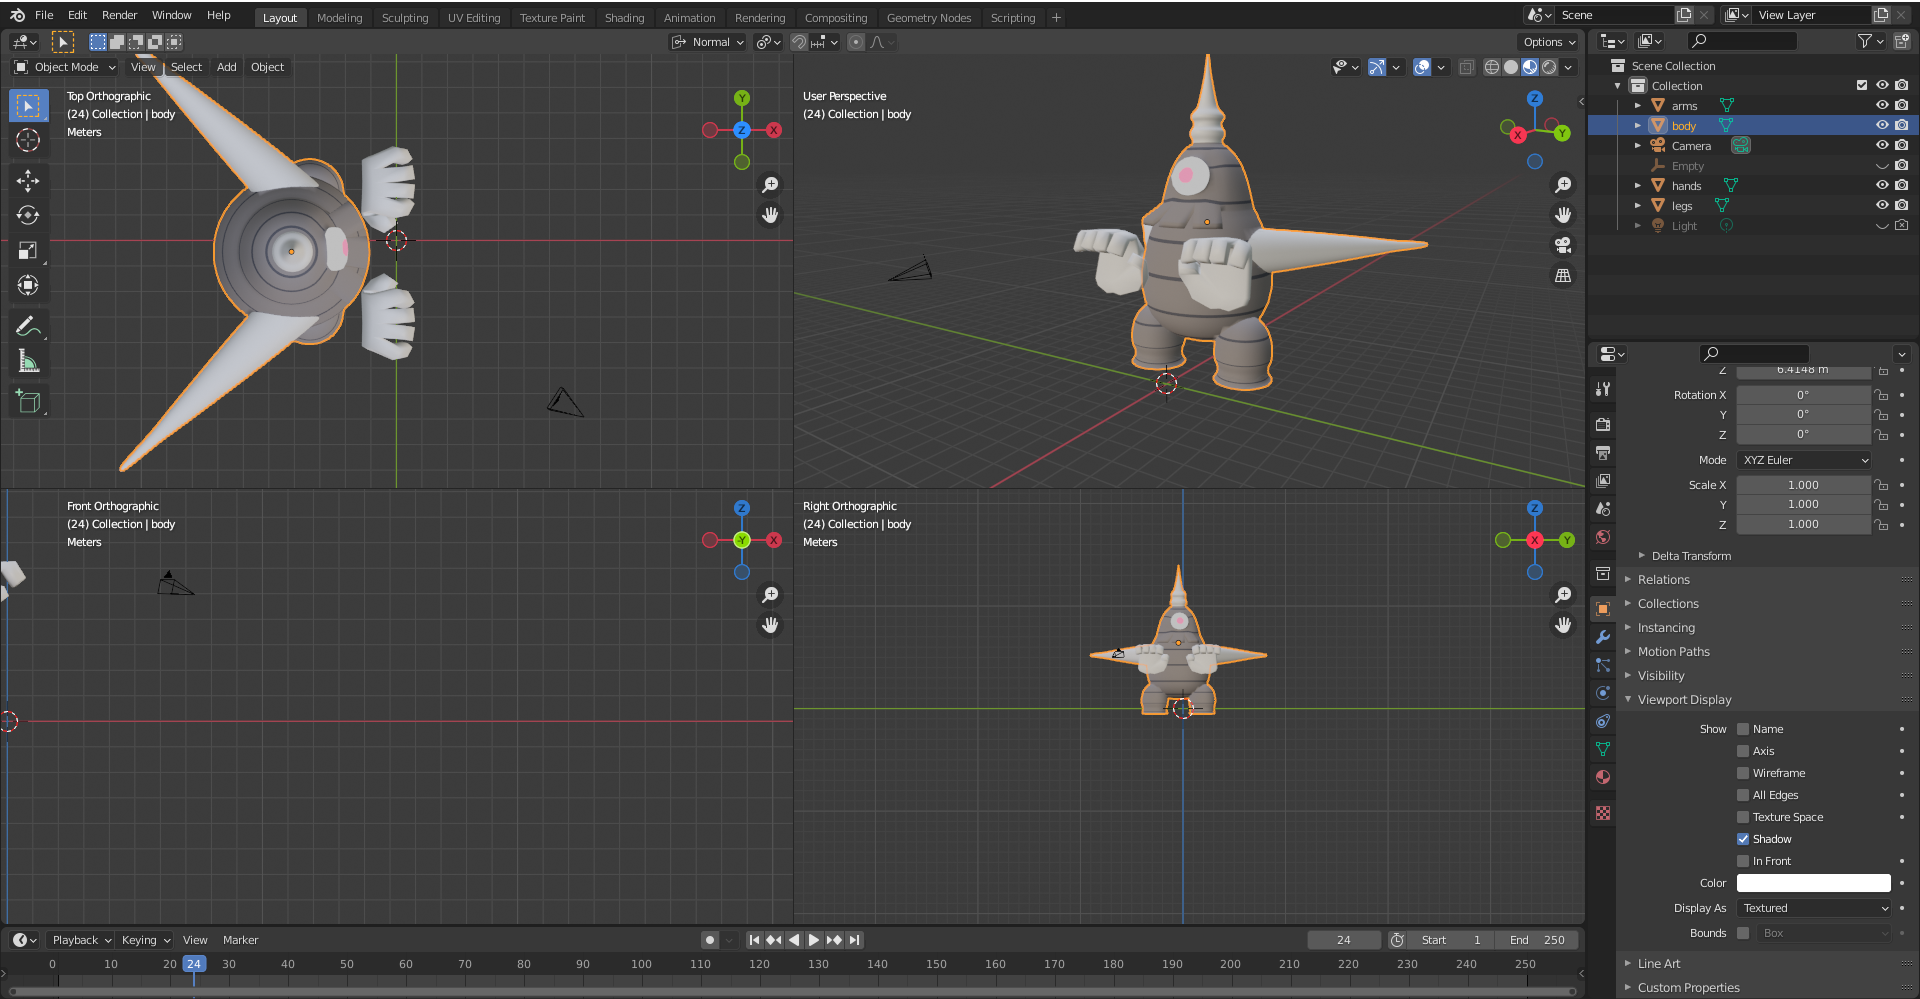 File Edit Render Window Help Layout Modeling Sculpting UV Editing Texture Paint Shading Animation Rendering Compositing Geometry Nodes Scripting + Scene View Layer
Normal Options
Object Mode View Select Add Object
Top Orthographic
(24) Collection | body
Meters
Y
X
Z
User Perspective
(24) Collection | body
Z
X
Y
Front Orthographic
(24) Collection | body
Meters
Z
-Y
X
Right Orthographic
(24) Collection | body
Meters
Z
X
Y
Scene Collection
Collection
arms
body
Camera
Empty
hands
legs
Light
Z 6.4148 m
Rotation X 0°
Y 0°
Z 0°
Mode XYZ Euler
Scale X 1.000
Y 1.000
Z 1.000
Delta Transform
Relations
Collections
Instancing
Motion Paths
Visibility
Viewport Display
Show Name
Axis
Wireframe
All Edges
Texture Space
Shadow
In Front
Color
Display As Textured
Bounds Box
Line Art
Custom Properties
Playback Keying View Marker 24 Start 1 End 250
0 10 20 24 30 40 50 60 70 80 90 100 110 120 130 140 150 160 170 180 190 200 210 220 230 240 250